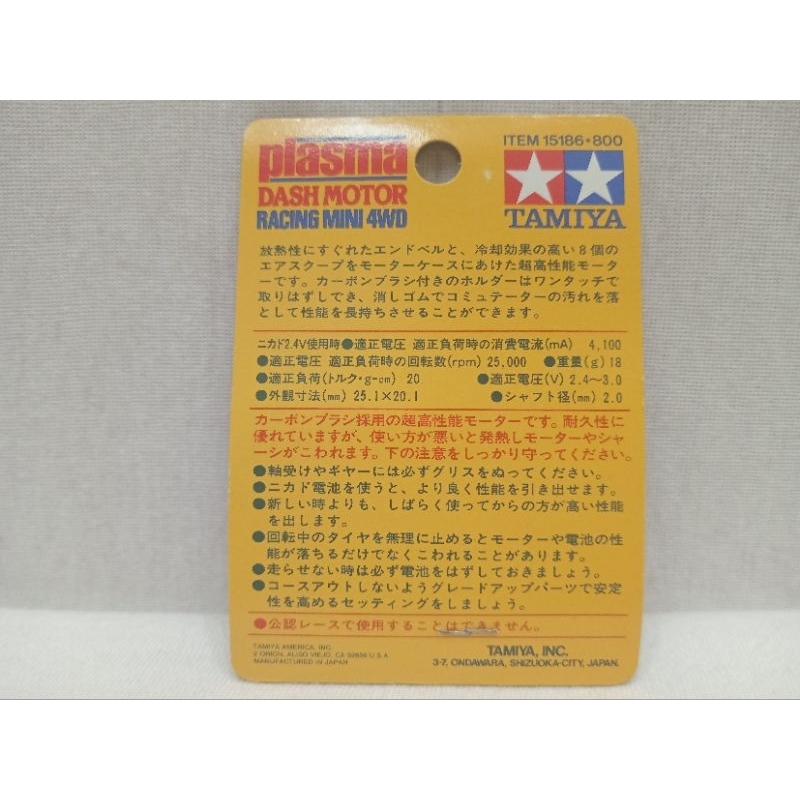 plasma
DASH MOTOR
RACING MINI 4WD
ITEM 15186•800
TAMIYA
放熱性にすぐれたエンドベルと、冷却効果の高い8個の
エアスクープをモーターケースにあけた超高性能モータ
ーです。カーボンブラシ付きのホルダーはワンタッチで
取りはずしでき、消しゴムでコミュテーターの汚れを落
として性能を長持ちさせることができます。
ニカド2.4V使用時●適正電圧 適正負荷時の消費電流(mA) 4,100
●適正電圧 適正負荷時の回転数(rpm) 25,000 ●重量(g)18
●適正負荷(トルク・g-cm) 20 ●適正電圧(V) 2.4〜3.0
●外観寸法(mm) 25.1×20.1 ●シャフト径(mm) 2.0
カーボンブラシ採用の超高性能モーターです。耐久性に
優れていますが、使い方が悪いと発熱しモーターやシャ
ーシがこわれます。下の注意をしっかり守ってください。
●軸受けやギヤーには必ずグリスをぬってください。
●ニカド電池を使うと、より良く性能を引き出せます。
●新しい時よりも、しばらく使ってからの方が高い性能
を出します。
●回転中のタイヤを無理に止めるとモーターや電池の性
能が落ちるだけでなくこわれることがあります。
●走らせない時は必ず電池をはずしておきましょう。
●コースアウトしないようグレードアップパーツで安定
性を高めるセッティングをしましょう。
●公認レースで使用することはできません。
TAMIYA AMERICA, INC.
2 ORION, ALISO VIEJO, CA 92656 U.S.A.
MANUFACTURED IN JAPAN
TAMIYA, INC.
3-7, ONDAWARA, SHIZUOKA-CITY, JAPAN.